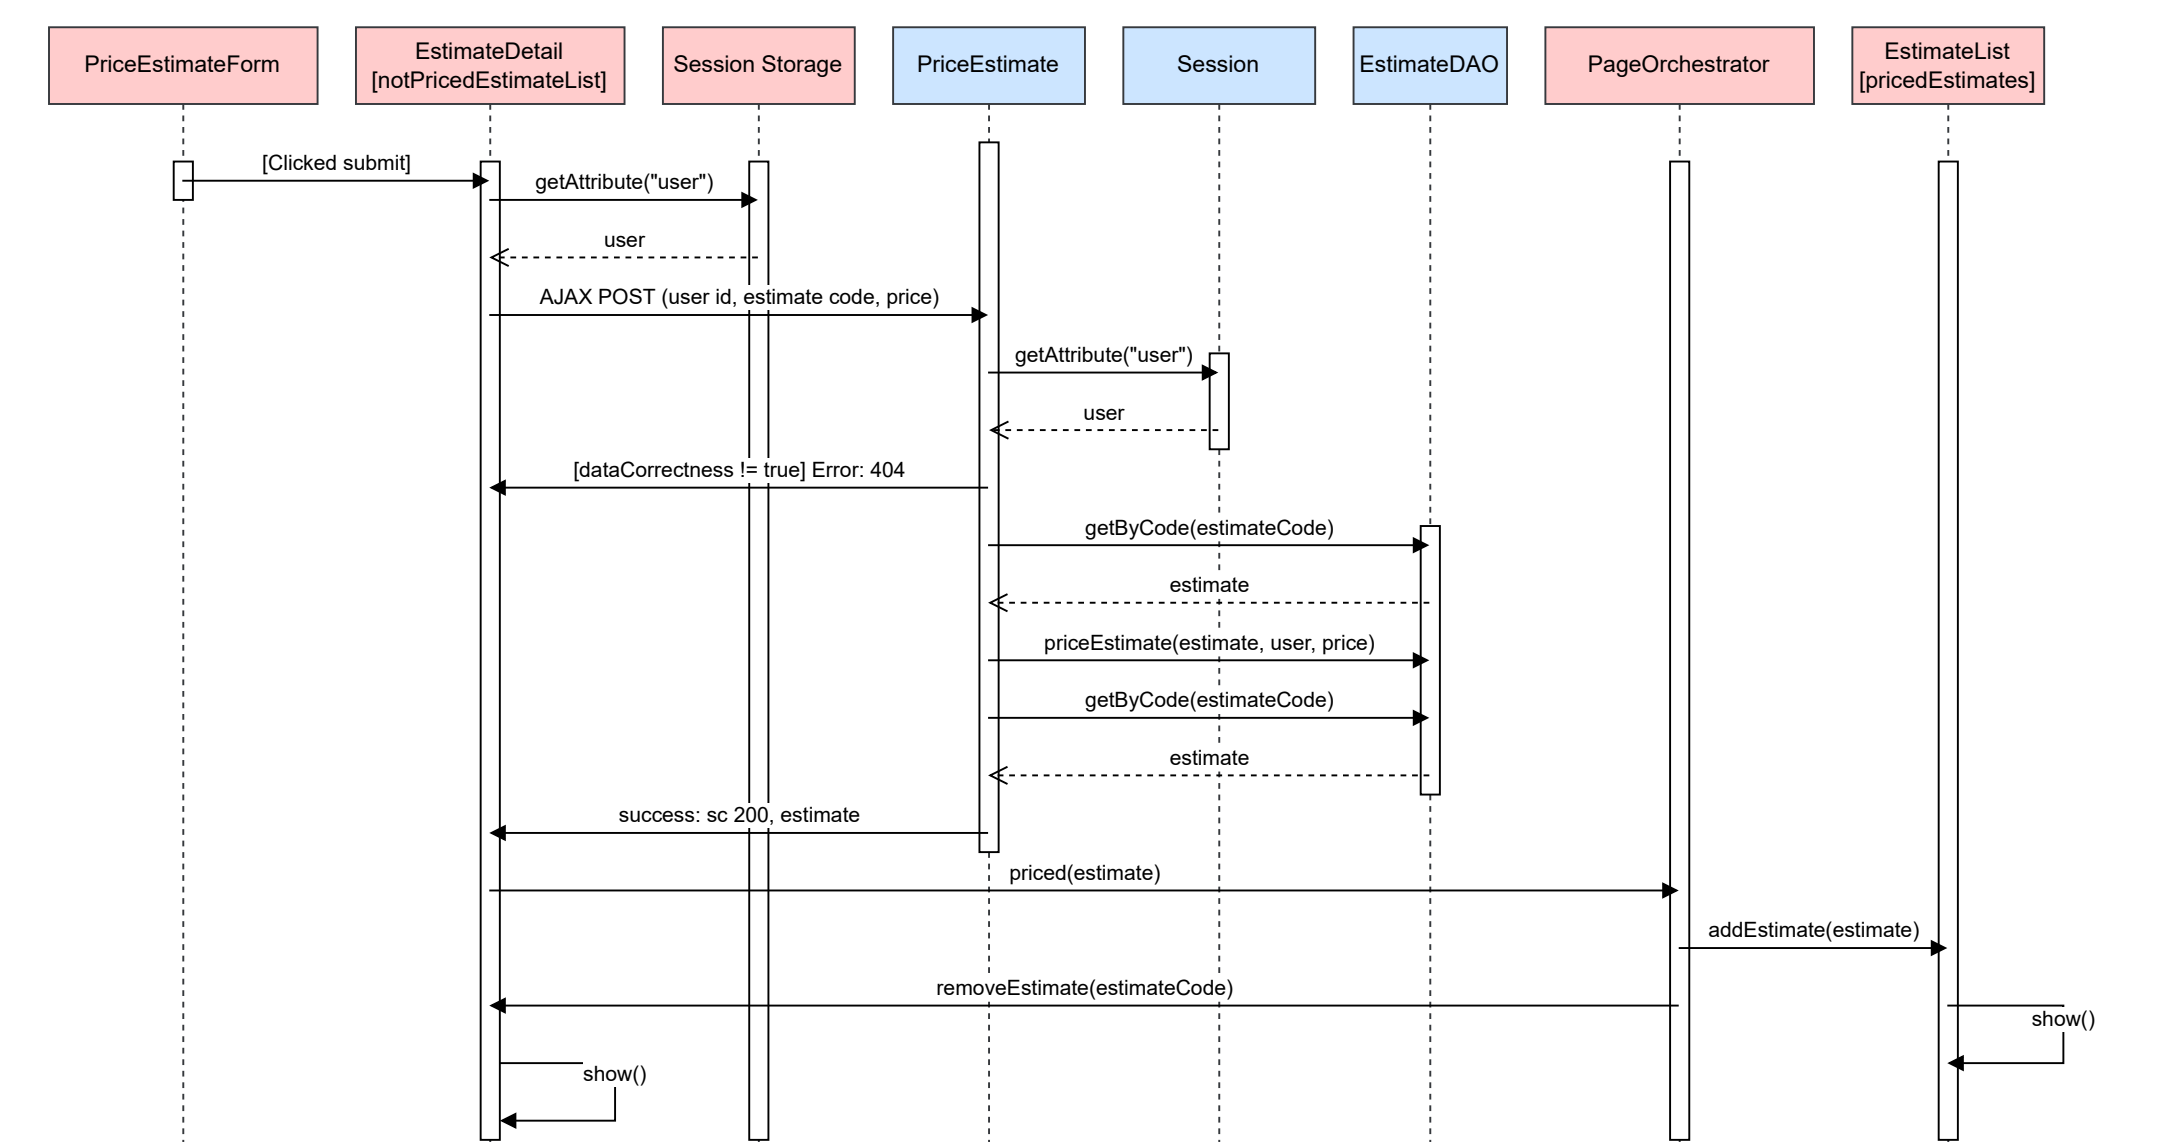 PriceEstimateForm
EstimateDetail
[notPricedEstimateList]
Session Storage
PriceEstimate
Session
EstimateDAO
PageOrchestrator
EstimateList
[pricedEstimates]
[Clicked submit]
getAttribute("user")
user
AJAX POST (user id, estimate code, price)
getAttribute("user")
user
[dataCorrectness != true] Error: 404
getByCode(estimateCode)
estimate
priceEstimate(estimate, user, price)
getByCode(estimateCode)
estimate
success: sc 200, estimate
priced(estimate)
addEstimate(estimate)
removeEstimate(estimateCode)
show()
show()